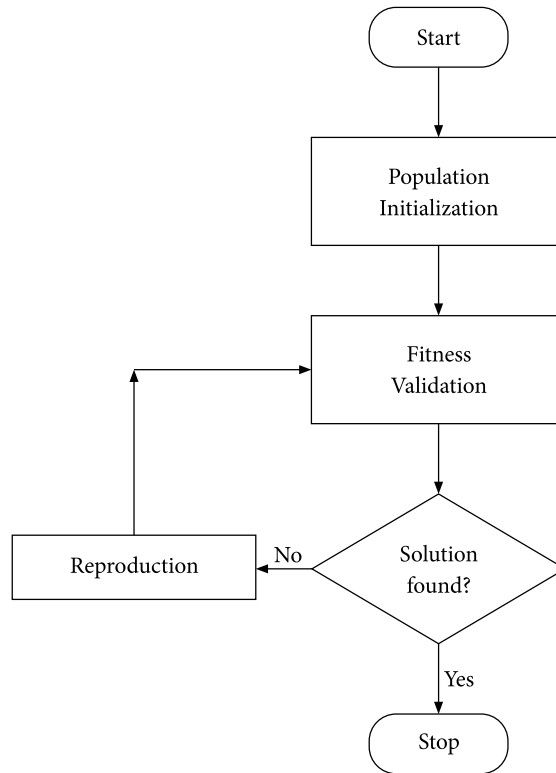 Start
Population
Initialization
Fitness
Validation
Solution
found?
No
Reproduction
Yes
Stop